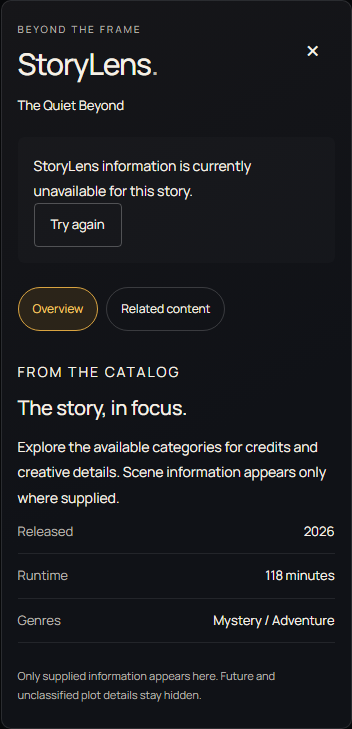 BEYOND THE FRAME
StoryLens.
The Quiet Beyond
StoryLens information is currently
unavailable for this story.
Try again
Overview
Related content
FROM THE CATALOG
The story, in focus.
Explore the available categories for credits and
creative details. Scene information appears only
where supplied.
Released 2026
Runtime 118 minutes
Genres Mystery / Adventure
Only supplied information appears here. Future and
unclassified plot details stay hidden.